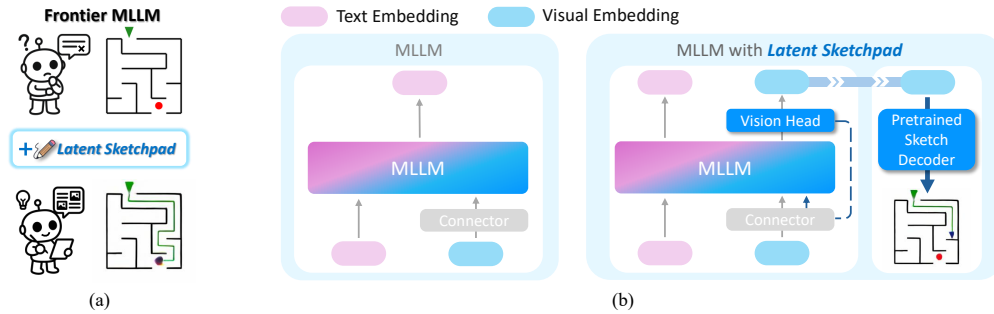 Frontier MLLM
?
+ Latent Sketchpad
(a)
Text Embedding
Visual Embedding
MLLM
MLLM
Connector
MLLM with Latent Sketchpad
Vision Head
MLLM
Connector
Pretrained
Sketch
Decoder
(b)